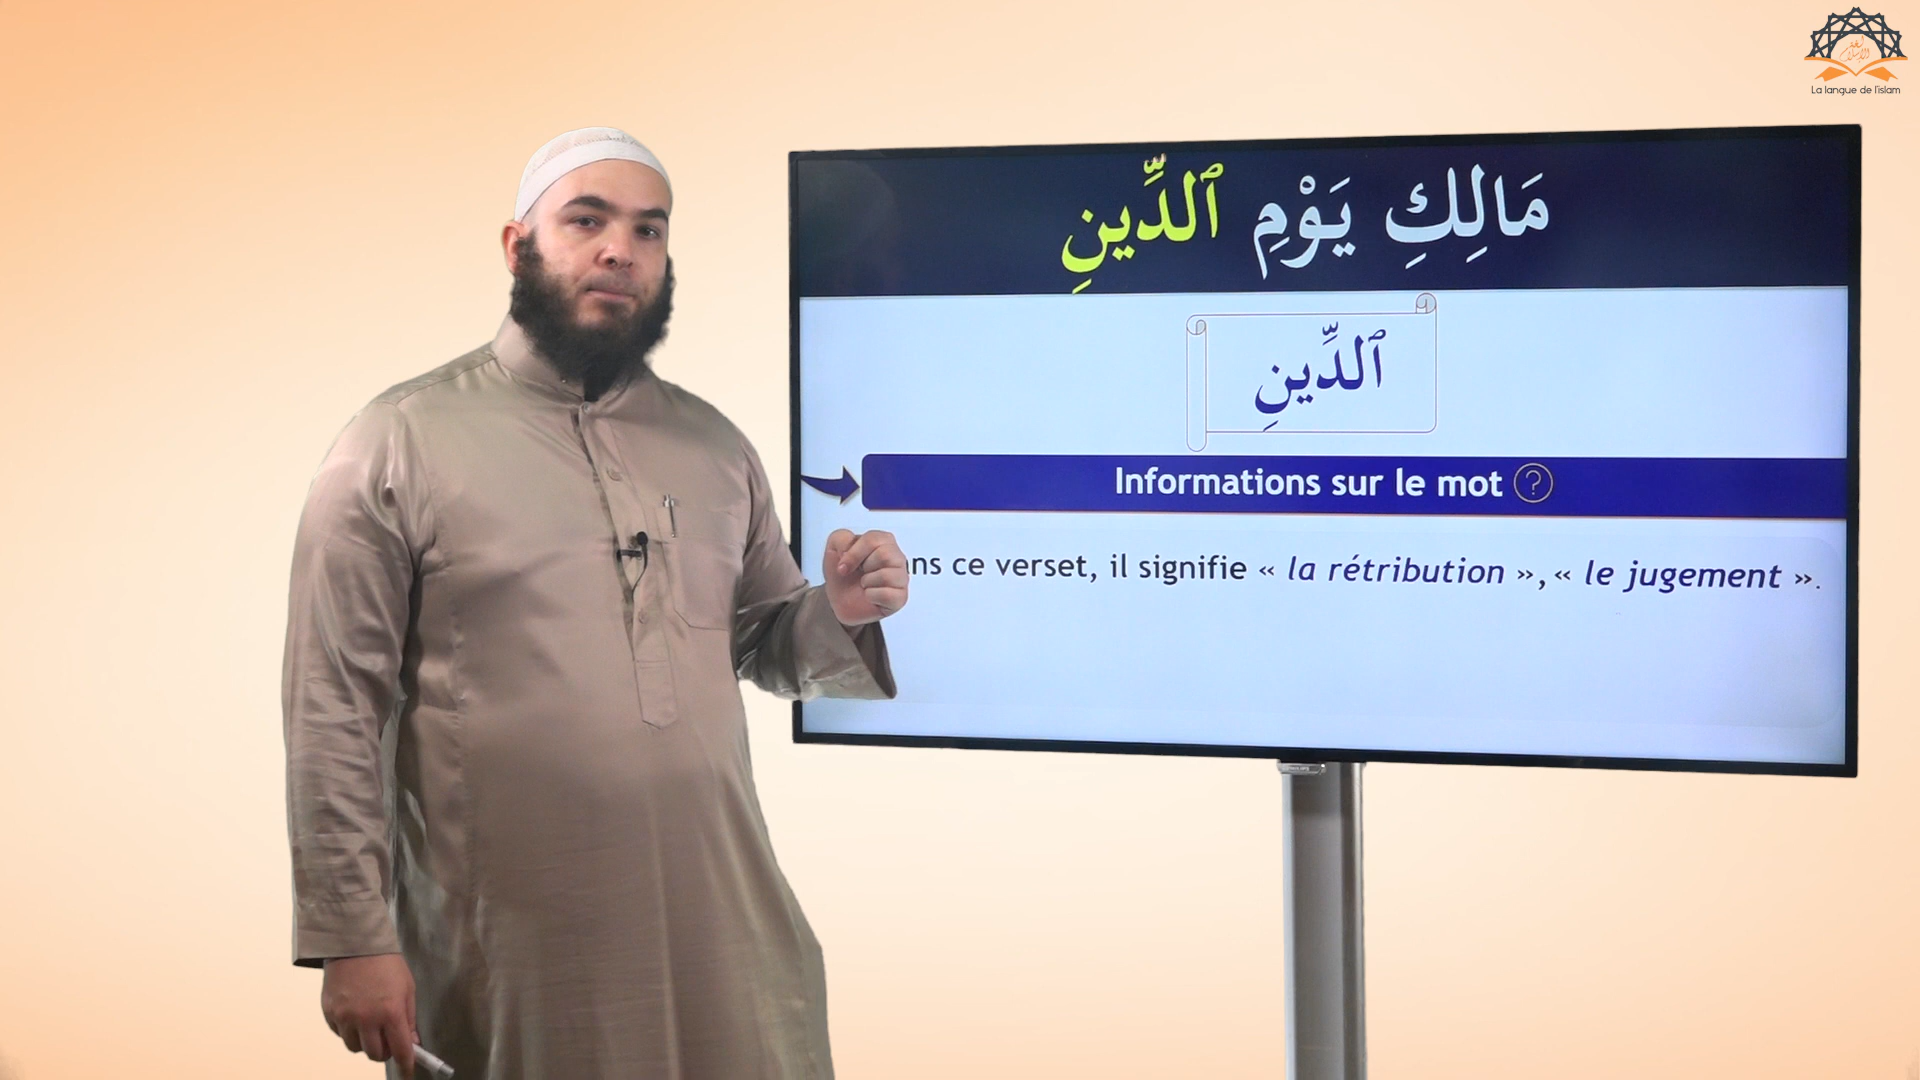 La langue de l'islam
مَالِكِ يَوْمِ ٱلدِّينِ
ٱلدِّينِ
Informations sur le mot ?
ce verset, il signifie « la rétribution », « le jugement ».